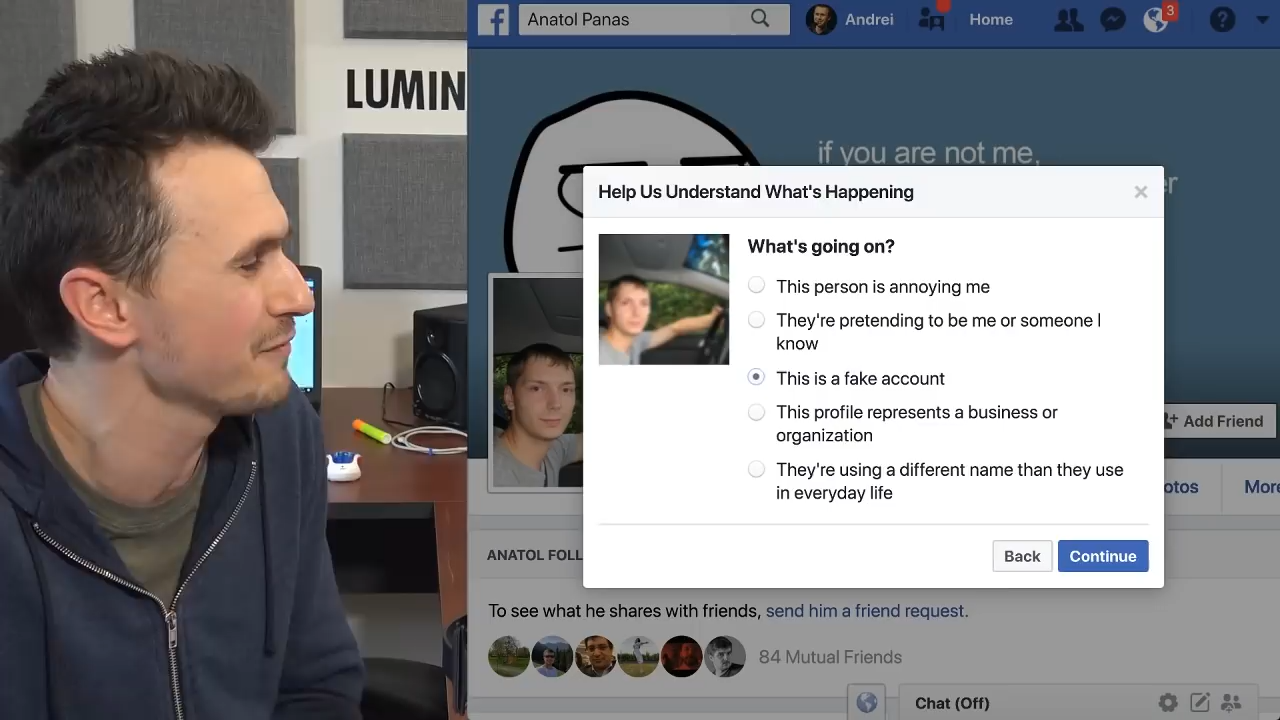 LUMIN
Anatol Panas
Andrei
Home
3
if you are not me,
er
Help Us Understand What's Happening
What's going on?
This person is annoying me
They're pretending to be me or someone I
know
This is a fake account
This profile represents a business or
organization
They're using a different name than they use
in everyday life
Back
Continue
Add Friend
otos
More
ANATOL FOLL
To see what he shares with friends, send him a friend request.
84 Mutual Friends
Chat (Off)